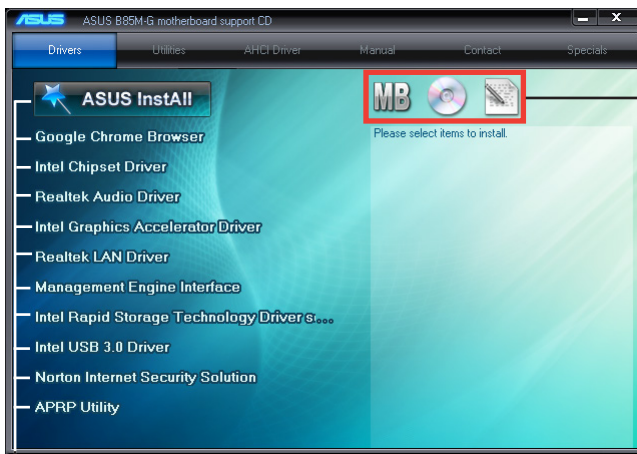 ASUS ASUS B85M-G motherboard support CD
Drivers Utilities AHCI Driver Manual Contact Specials
ASUS InstAll
MB
Please select items to install.
Google Chrome Browser
Intel Chipset Driver
Realtek Audio Driver
Intel Graphics Accelerator Driver
Realtek LAN Driver
Management Engine Interface
Intel Rapid Storage Technology Driver s...
Intel USB 3.0 Driver
Norton Internet Security Solution
APRP Utility